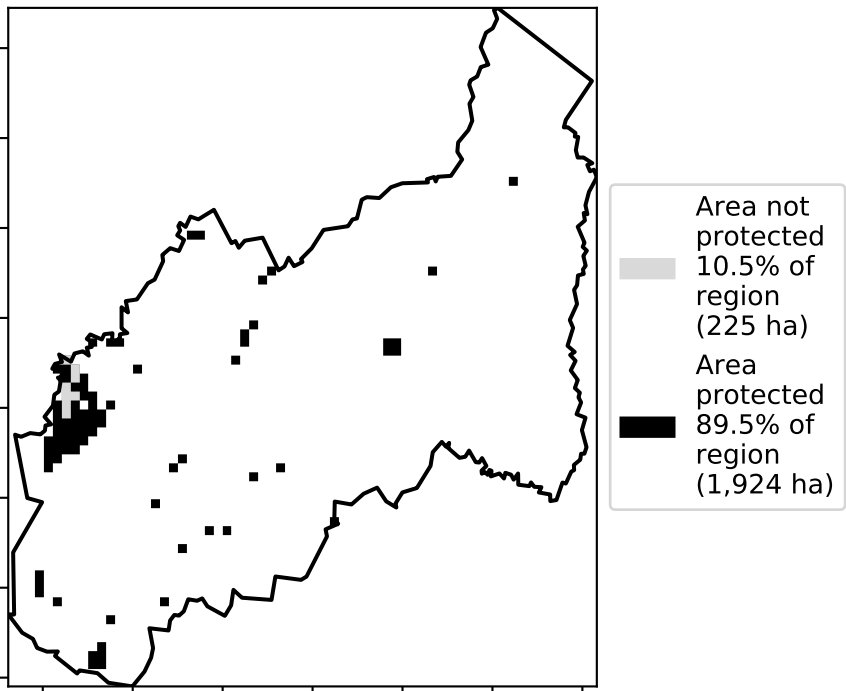 Area not
protected
10.5% of
region
(225 ha)
Area
protected
89.5% of
region
(1,924 ha)